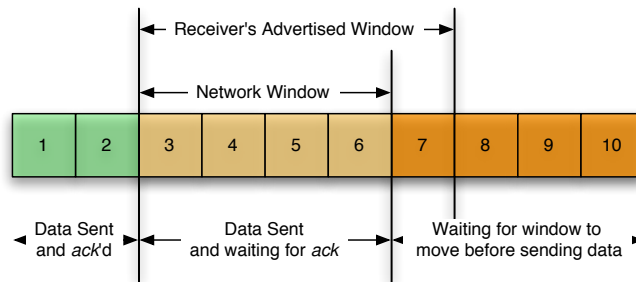 Receiver's Advertised Window
Network Window
1 2 3 4 5 6 7 8 9 10
Data Sent
and ack'd
Data Sent
and waiting for ack
Waiting for window to
move before sending data